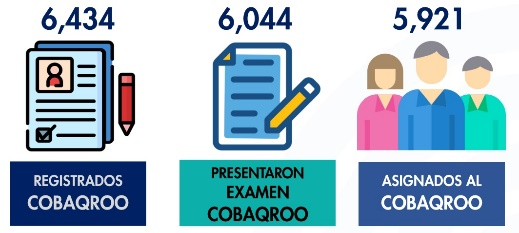 6,434
REGISTRADOS
COBAQROO
6,044
PRESENTARON
EXAMEN
COBAQROO
5,921
ASIGNADOS AL
COBAQROO